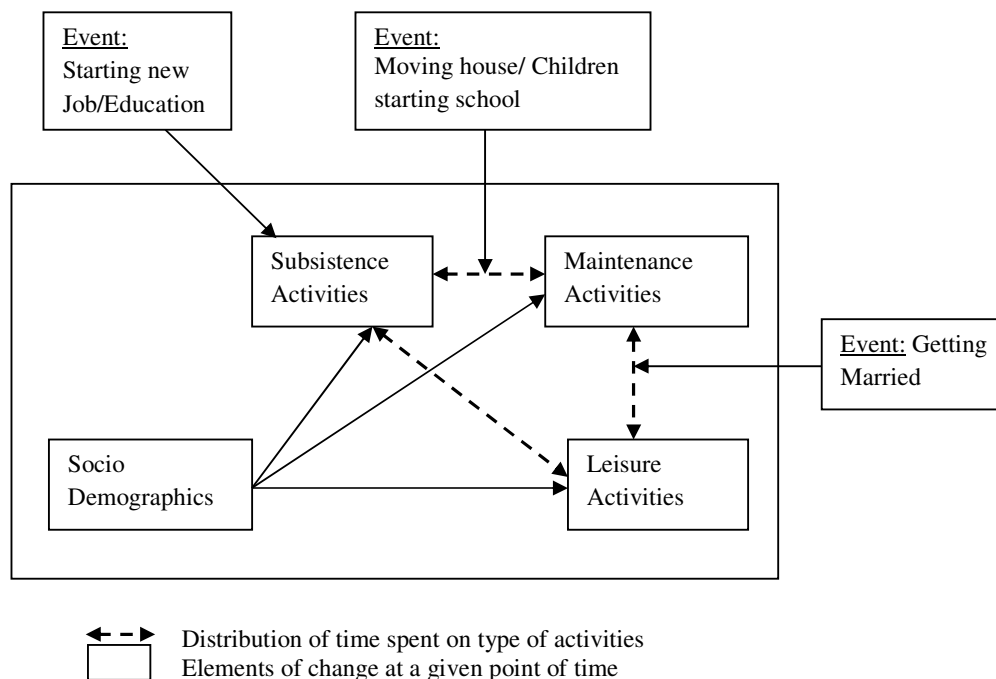 Event:
Starting new
Job/Education
Event:
Moving house/ Children
starting school
Subsistence
Activities
Maintenance
Activities
Event: Getting
Married
Socio
Demographics
Leisure
Activities
Distribution of time spent on type of activities
Elements of change at a given point of time